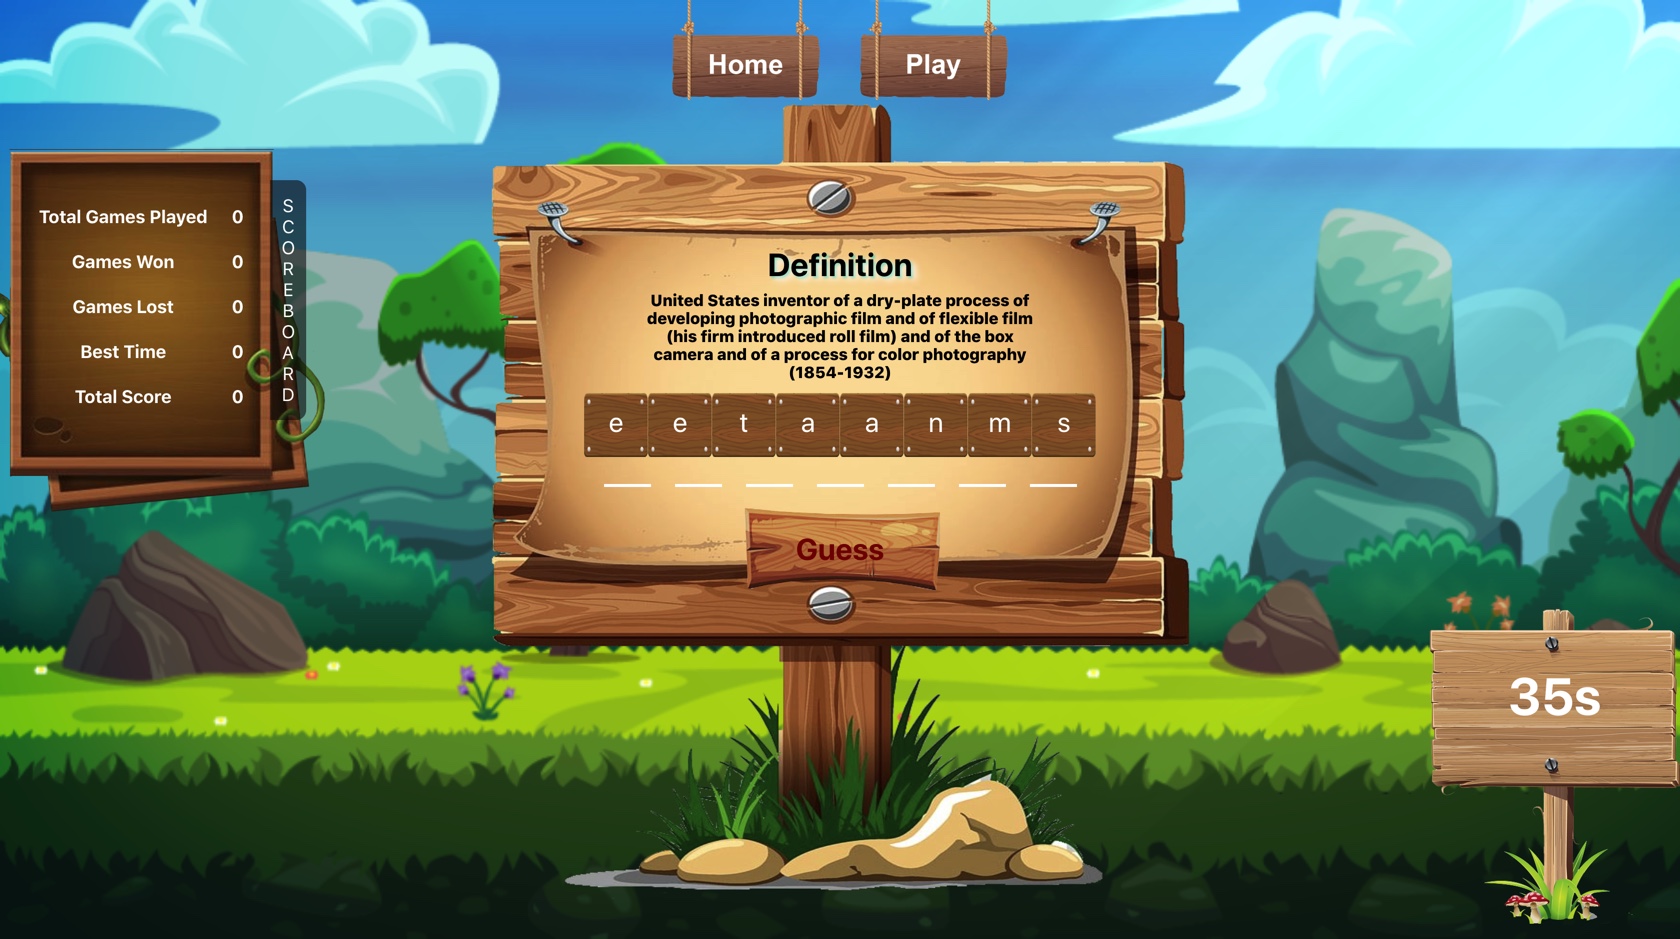 Home
Play
Total Games Played 0
Games Won 0
Games Lost 0
Best Time 0
Total Score 0
SCOREBOARD
Definition
United States inventor of a dry-plate process of
developing photographic film and of flexible film
(his firm introduced roll film) and of the box
camera and of a process for color photography
(1854-1932)
e e t a a n m s
Guess
35s